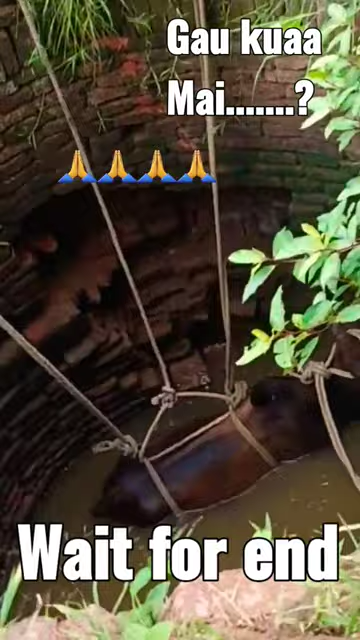 Gau kuaa
Mai.......?
🙏🙏🙏🙏
Wait for end